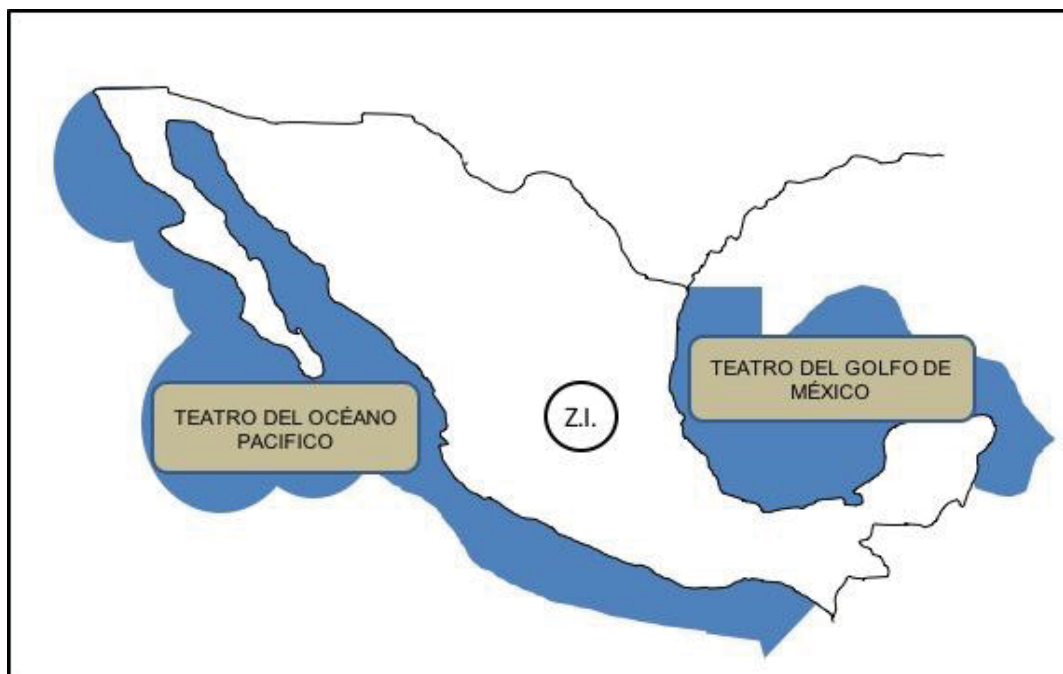 TEATRO DEL OCÉANO
PACIFICO
Z.I.
TEATRO DEL GOLFO DE
MÉXICO